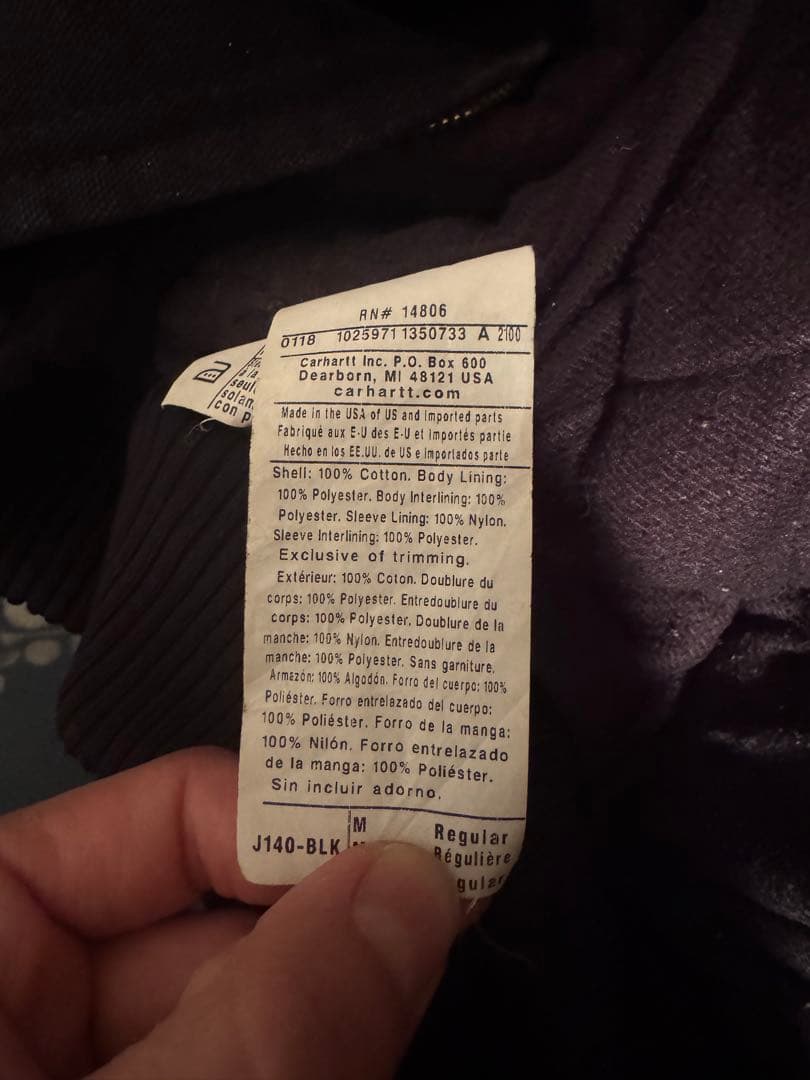 RN# 14806
0118 1025971 1350733 A 2100
Carhartt Inc. P.O. Box 600
Dearborn, MI 48121 USA
carhartt.com
Made in the USA of US and Imported parts
Fabriqué aux E-U des E-U et Importés partie
Hecho en los EE.UU. de US e Importados parte
Shell: 100% Cotton. Body Lining:
100% Polyester. Body Interlining: 100%
Polyester. Sleeve Lining: 100% Nylon.
Sleeve Interlining: 100% Polyester.
Exclusive of trimming.
Extérieur: 100% Coton. Doublure du
corps: 100% Polyester. Entredoublure du
corps: 100% Polyester. Doublure de la
manche: 100% Nylon. Entredoublure de la
manche: 100% Polyester. Sans garniture.
Armazón: 100% Algodón. Forro del cuerpo: 100%
Poliéster. Forro entrelazado del cuerpo:
100% Poliéster. Forro de la manga:
100% Nilón. Forro entrelazado
de la manga: 100% Poliéster.
Sin incluir adorno.
J140-BLK M Regular
Régulière
gular
à la
seul
solan
con p